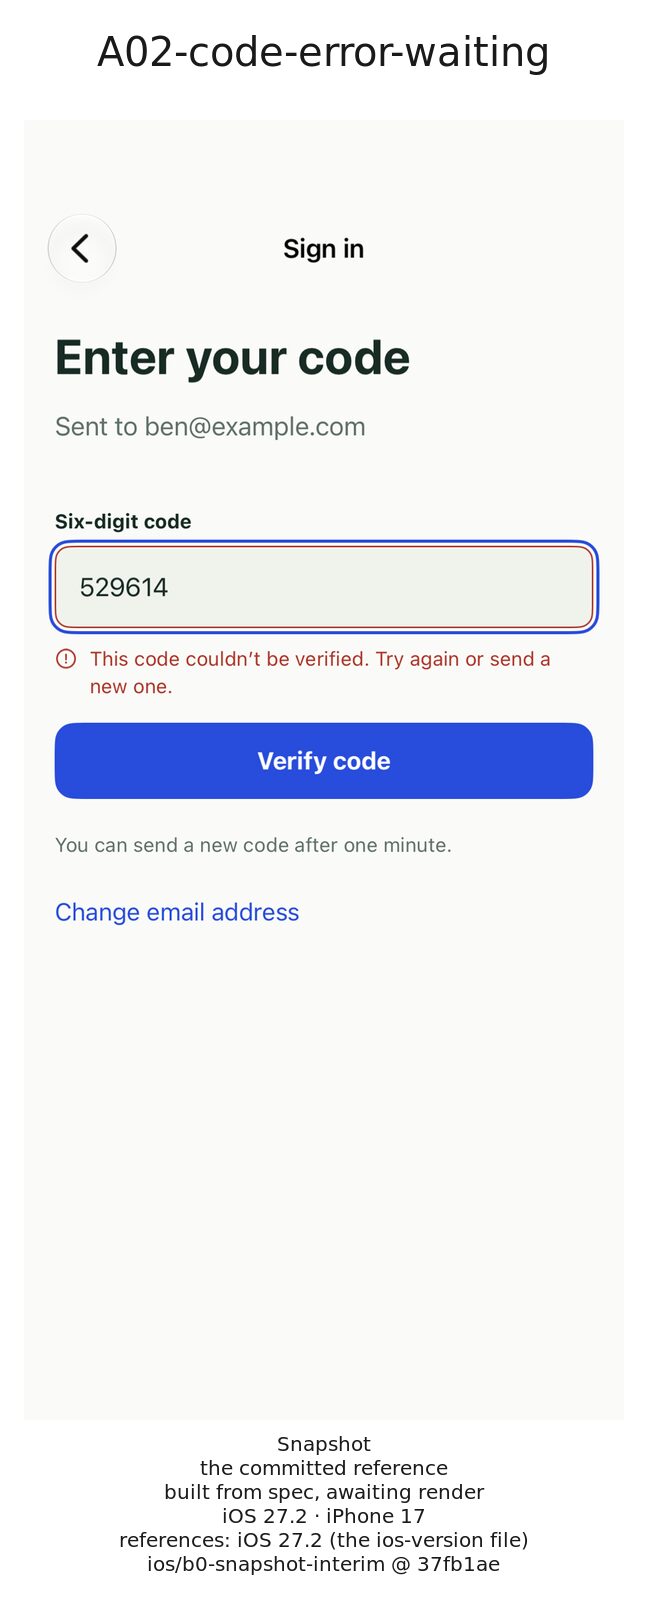 A02-code-error-waiting
Sign in
Enter your code
Sent to ben@example.com
Six-digit code
529614
This code couldn’t be verified. Try again or send a
new one.
Verify code
You can send a new code after one minute.
Change email address
Snapshot
the committed reference
built from spec, awaiting render
iOS 27.2 · iPhone 17
references: iOS 27.2 (the ios-version file)
ios/b0-snapshot-interim @ 37fb1ae